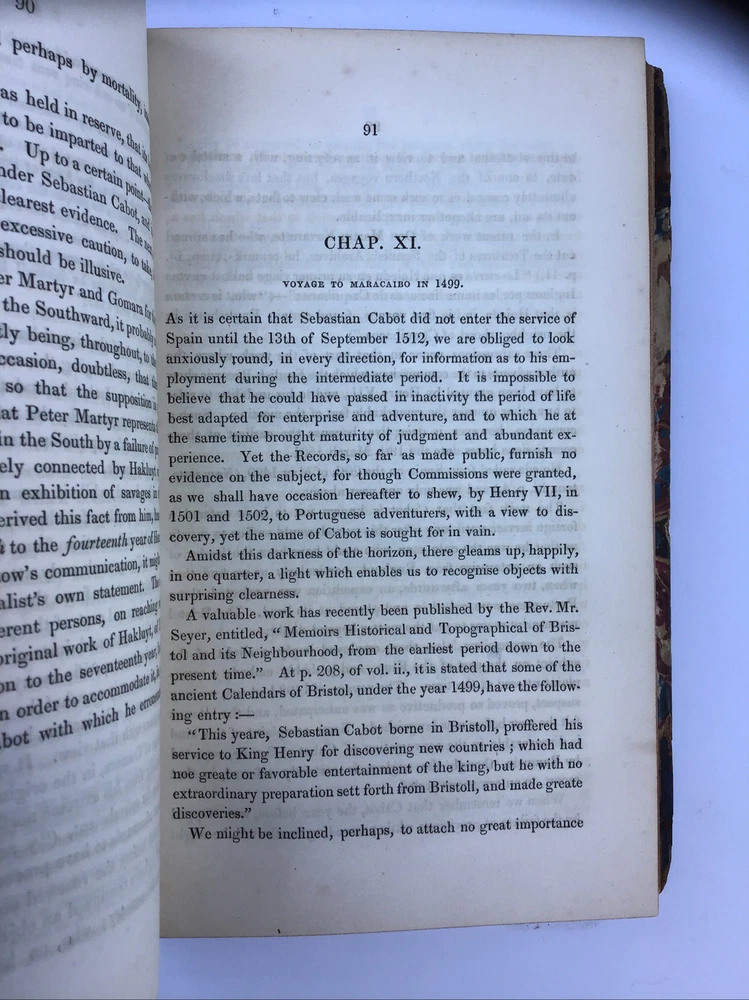 90
perhaps by mortality,
as held in reserve, that
to be imparted to that
Up to a certain point
nder Sebastian Cabot,
learest evidence. The
excessive caution, to take
should be illusive.
er Martyr and Gomara for
the Southward, it probably
tly being, throughout, to the
ccasion, doubtless, that the
so that the supposition is
at Peter Martyr represents
in the South by a failure of
ely connected by Hakluyt
n exhibition of savages in
erived this fact from him,
to the fourteenth year of
ow's communication, it might
alist's own statement. The
erent persons, on reaching
original work of Hakluyt,
on to the seventeenth year,
n order to accommodate it,
bot with which he
91
CHAP. XI.
VOYAGE TO MARACAIBO IN 1499.
As it is certain that Sebastian Cabot did not enter the service of
Spain until the 13th of September 1512, we are obliged to look
anxiously round, in every direction, for information as to his em-
ployment during the intermediate period. It is impossible to
believe that he could have passed in inactivity the period of life
best adapted for enterprise and adventure, and to which he at
the same time brought maturity of judgment and abundant ex-
perience. Yet the Records, so far as made public, furnish no
evidence on the subject, for though Commissions were granted,
as we shall have occasion hereafter to shew, by Henry VII, in
1501 and 1502, to Portuguese adventurers, with a view to dis-
covery, yet the name of Cabot is sought for in vain.
Amidst this darkness of the horizon, there gleams up, happily,
in one quarter, a light which enables us to recognise objects with
surprising clearness.
A valuable work has recently been published by the Rev. Mr.
Seyer, entitled, "Memoirs Historical and Topographical of Bris-
tol and its Neighbourhood, from the earliest period down to the
present time." At p. 208, of vol. ii., it is stated that some of the
ancient Calendars of Bristol, under the year 1499, have the follow-
ing entry :—
"This yeare, Sebastian Cabot borne in Bristoll, proffered his
service to King Henry for discovering new countries ; which had
noe greate or favorable entertainment of the king, but he with no
extraordinary preparation sett forth from Bristoll, and made greate
discoveries."
We might be inclined, perhaps, to attach no great importance